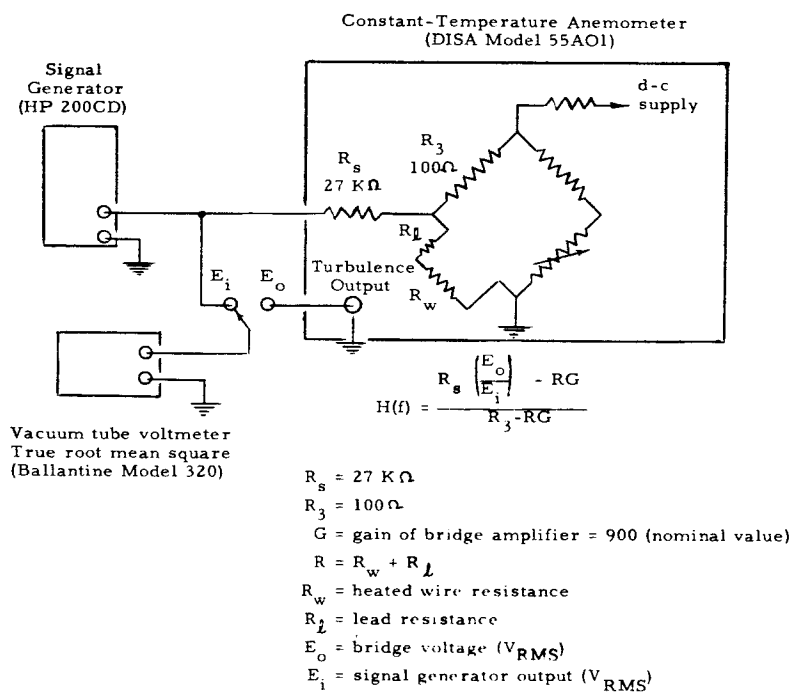 Constant-Temperature Anemometer
(DISA Model 55AO1)
Signal
Generator
(HP 200CD)
d-c
supply
R3
100Ω
Rs
27 KΩ
Rℓ
Rw
Ei
Eo
Turbulence
Output
Vacuum tube voltmeter
True root mean square
(Ballantine Model 320)
H(f) = (Rs (Eo/Ei) - RG)/(R3-RG)
Rs = 27 KΩ
R3 = 100Ω
G = gain of bridge amplifier = 900 (nominal value)
R = Rw + Rℓ
Rw = heated wire resistance
Rℓ = lead resistance
Eo = bridge voltage (VRMS)
Ei = signal generator output (VRMS)